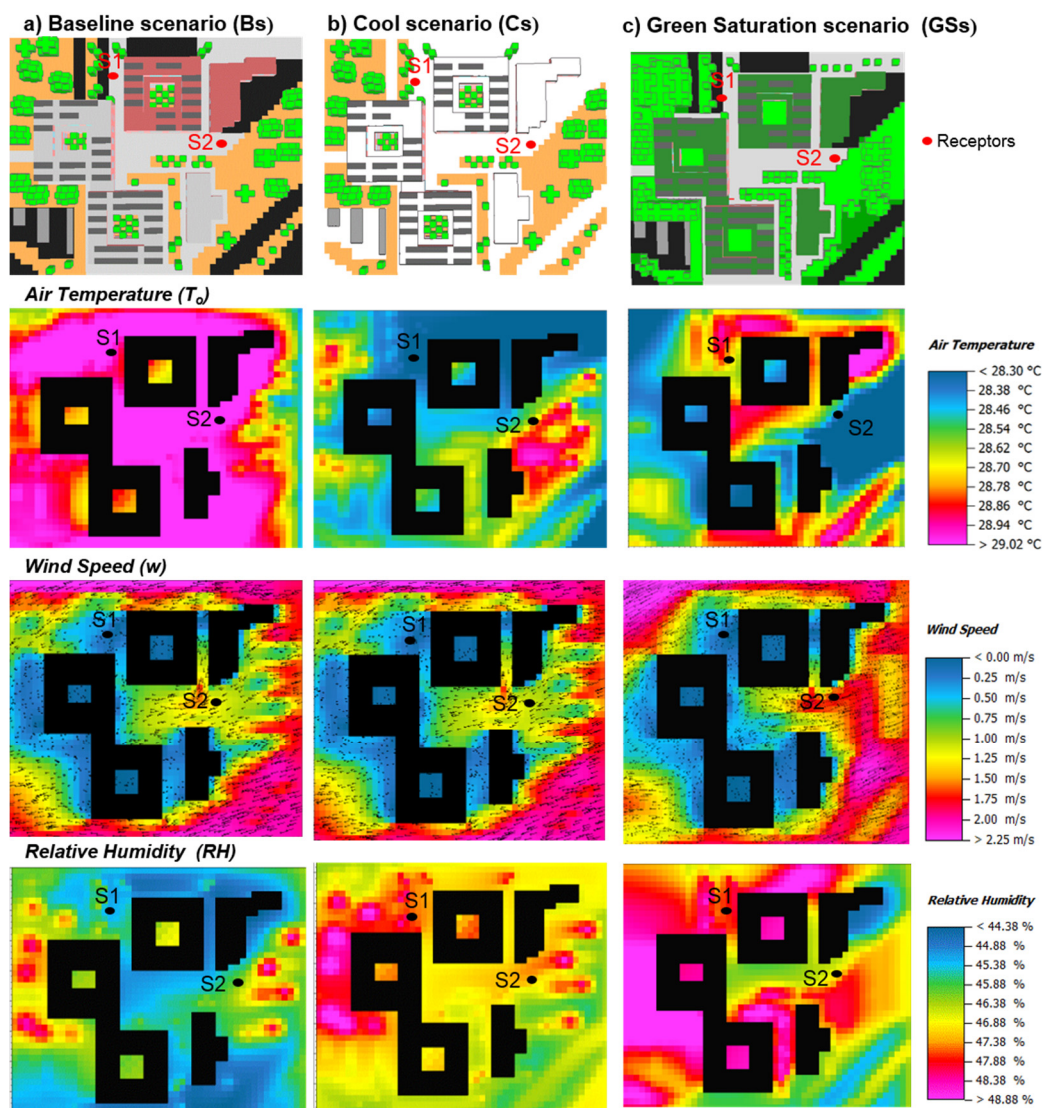 a) Baseline scenario (Bs) b) Cool scenario (Cs) c) Green Saturation scenario (GSs)
S1 S1 S1
S2 S2 S2
Receptors
Air Temperature (Tₒ)
S1 S1 S1
S2 S2 S2
Air Temperature
< 28.30 °C
28.38 °C
28.46 °C
28.54 °C
28.62 °C
28.70 °C
28.78 °C
28.86 °C
28.94 °C
> 29.02 °C
Wind Speed (w)
S1 S1 S1
S2 S2 S2
Wind Speed
< 0.00 m/s
0.25 m/s
0.50 m/s
0.75 m/s
1.00 m/s
1.25 m/s
1.50 m/s
1.75 m/s
2.00 m/s
> 2.25 m/s
Relative Humidity (RH)
S1 S1 S1
S2 S2 S2
Relative Humidity
< 44.38 %
44.88 %
45.38 %
45.88 %
46.38 %
46.88 %
47.38 %
47.88 %
48.38 %
> 48.88 %